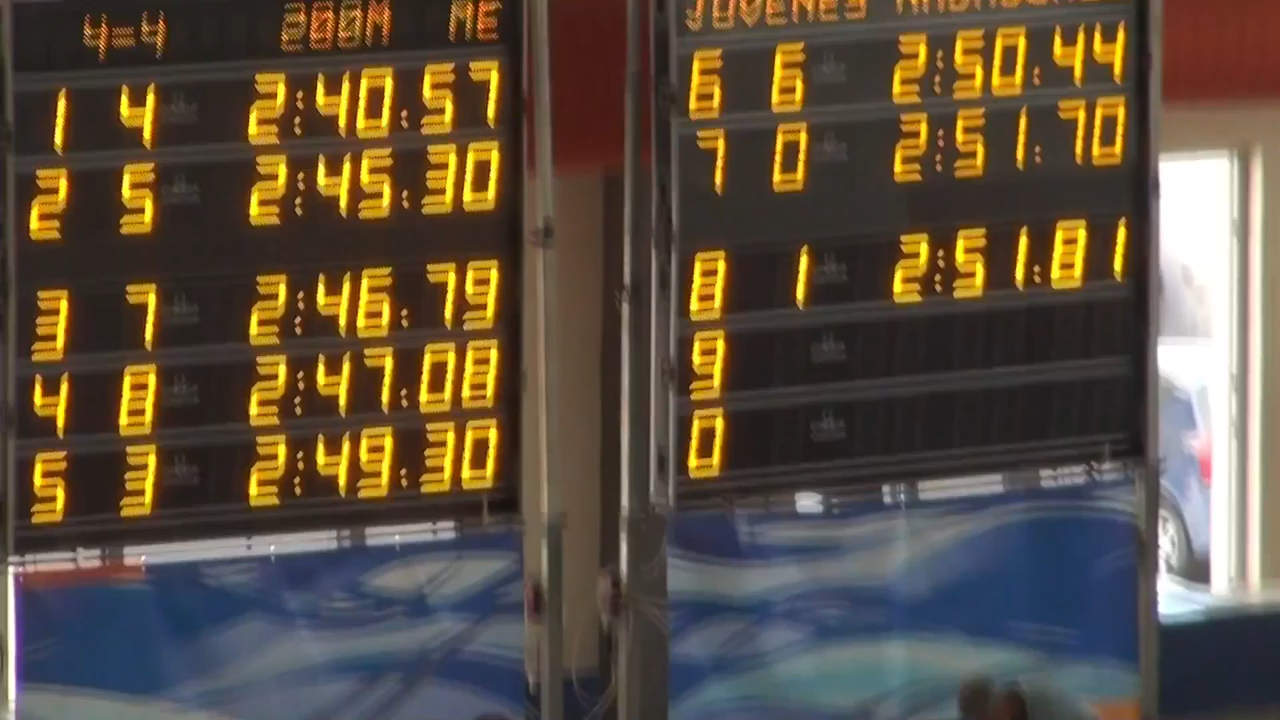 4=4 200M ME
1 4 2:40.57
2 5 2:45.30
3 7 2:46.79
4 8 2:47.08
5 3 2:49.30
JOVENES
6 6 2:50.44
7 0 2:51.70
8 1 2:51.81
9
0